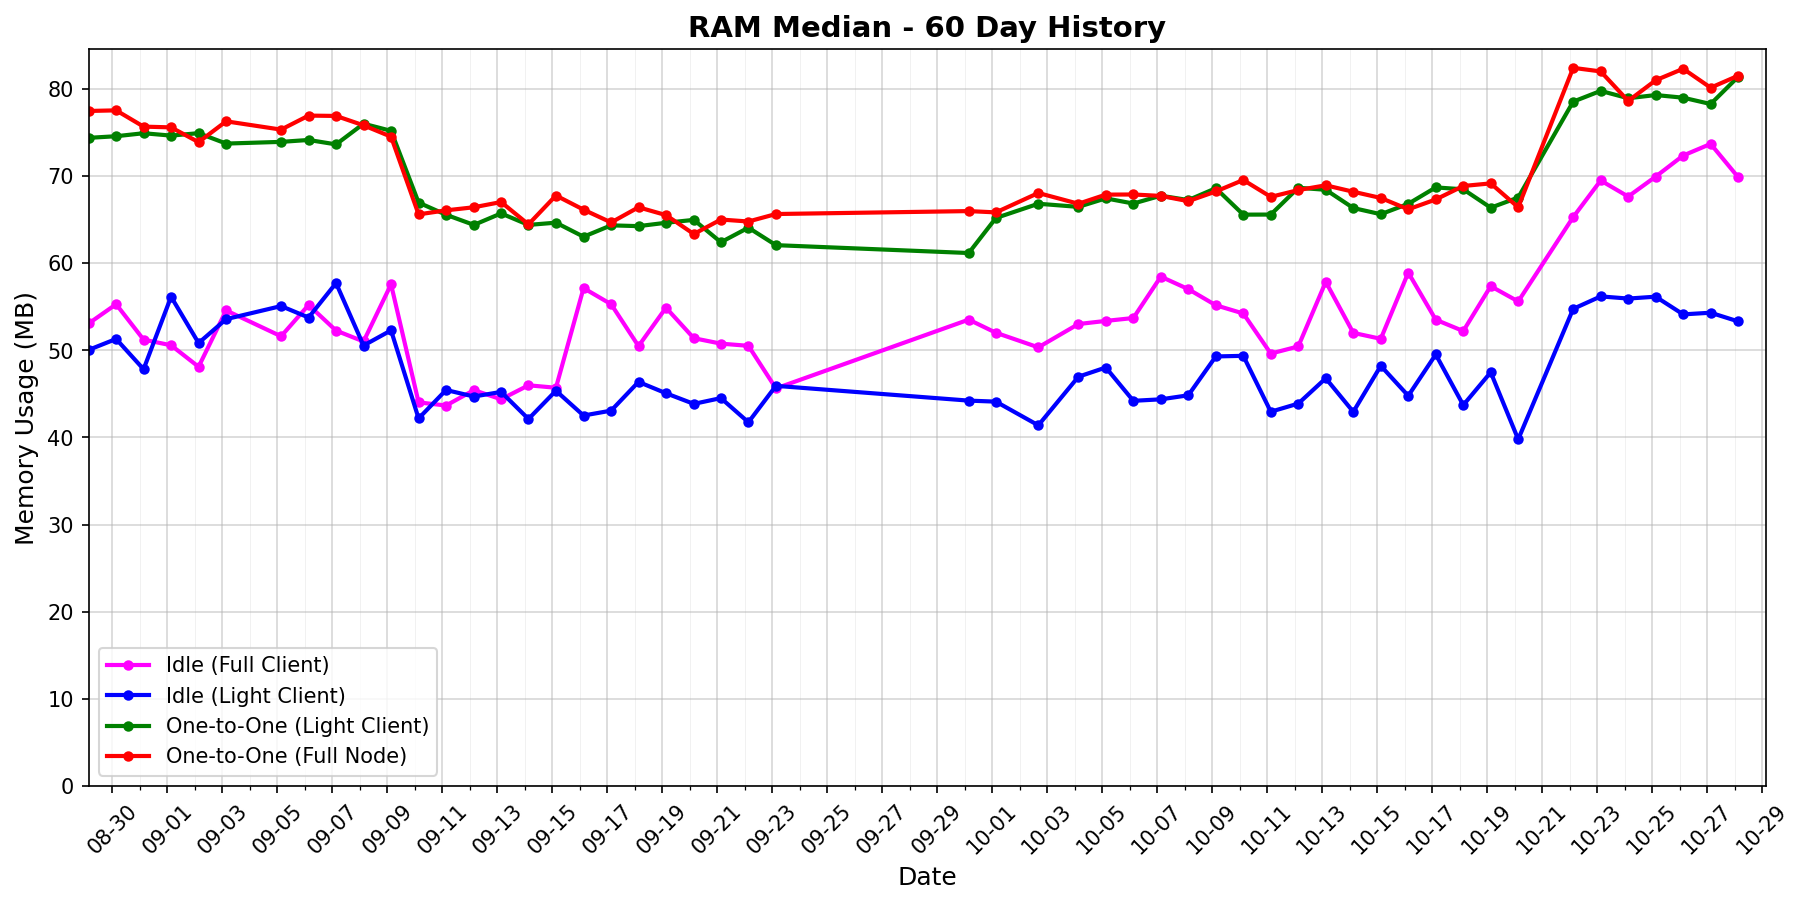 RAM Median - 60 Day History
Memory Usage (MB)
80
70
60
50
40
30
20
10
0
Idle (Full Client)
Idle (Light Client)
One-to-One (Light Client)
One-to-One (Full Node)
08-30 09-01 09-03 09-05 09-07 09-09 09-11 09-13 09-15 09-17 09-19 09-21 09-23 09-25 09-27 09-29 10-01 10-03 10-05 10-07 10-09 10-11 10-13 10-15 10-17 10-19 10-21 10-23 10-25 10-27 10-29
Date